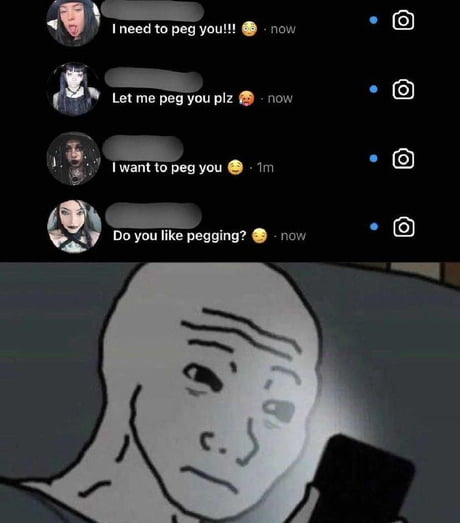 I need to peg you!!! 😳 · now
Let me peg you plz 🥵 · now
I want to peg you 🤤 · 1m
Do you like pegging? 😏 · now